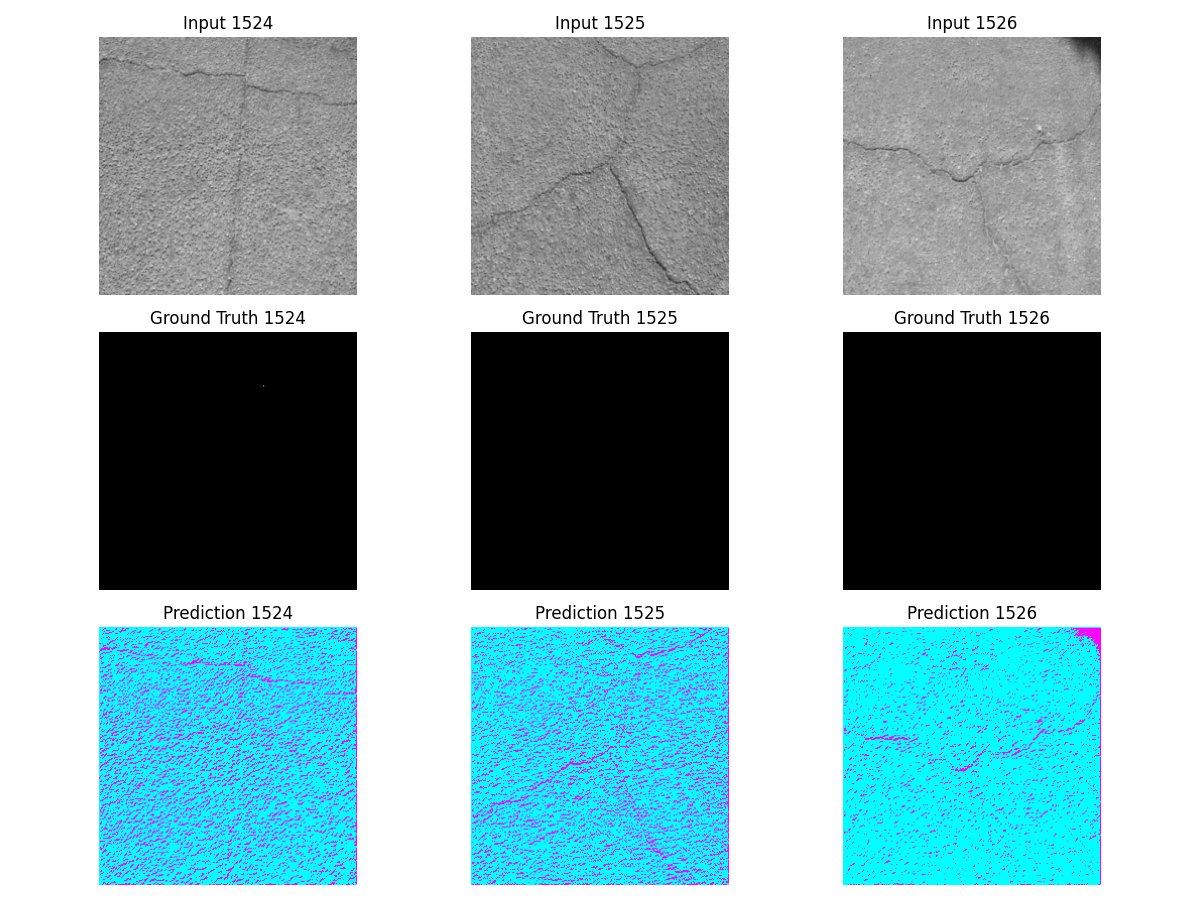 Input 1524
Input 1525
Input 1526
Ground Truth 1524
Ground Truth 1525
Ground Truth 1526
Prediction 1524
Prediction 1525
Prediction 1526